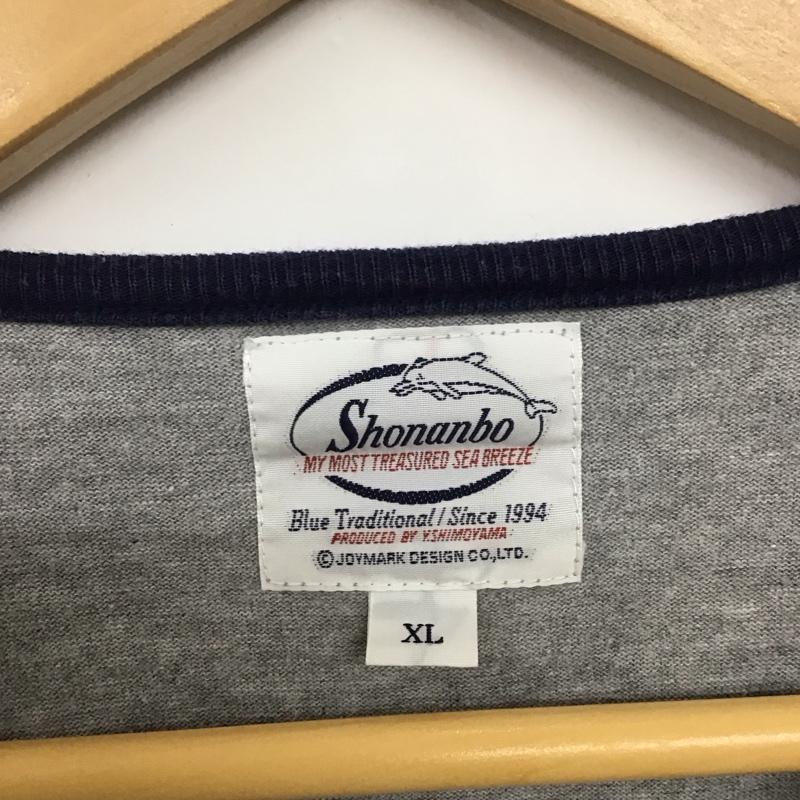 Shonanbo
MY MOST TREASURED SEA BREEZE
Blue Traditional / Since 1994
PRODUCED BY Y.SHIMOYAMA
©JOYMARK DESIGN CO.,LTD.
XL